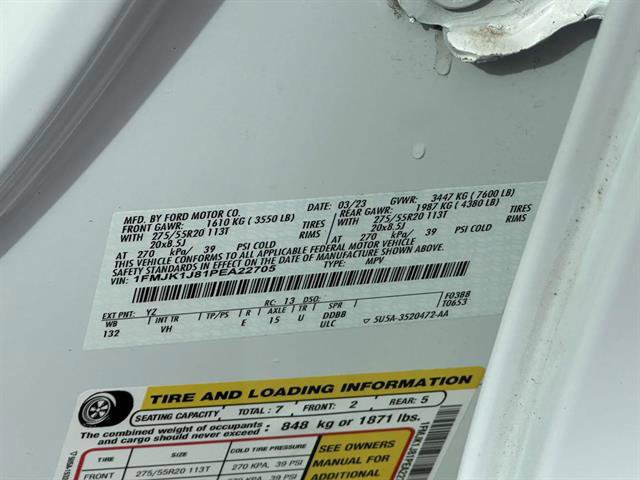 MFD. BY FORD MOTOR CO.
DATE: 03/23 GVWR: 3447 KG ( 7600 LB)
FRONT GAWR: 1610 KG ( 3550 LB)
REAR GAWR: 1987 KG ( 4380 LB)
WITH 275/55R20 113T TIRES
WITH 275/55R20 113T TIRES
20x8.5J RIMS
20x8.5J RIMS
AT 270 kPa/ 39 PSI COLD
AT 270 kPa/ 39 PSI COLD
THIS VEHICLE CONFORMS TO ALL APPLICABLE FEDERAL MOTOR VEHICLE
SAFETY STANDARDS IN EFFECT ON THE DATE OF MANUFACTURE SHOWN ABOVE.
VIN: 1FMJK1J81PEA22705 TYPE: MPV
EXT PNT: YZ RC: 13 DSO: F0388
WB INT TR TP/PS R AXLE TR SPR T0653
132 VH E 15 U DDBB
ULC 5U5A-3520472-AA
TIRE AND LOADING INFORMATION
SEATING CAPACITY TOTAL : 7 FRONT: 2 REAR: 5
The combined weight of occupants and cargo should never exceed : 848 kg or 1871 lbs.
TIRE SIZE COLD TIRE PRESSURE
FRONT 275/55R20 113T 270 KPA, 39 PSI
SEE OWNERS
MANUAL FOR
ADDITIONAL